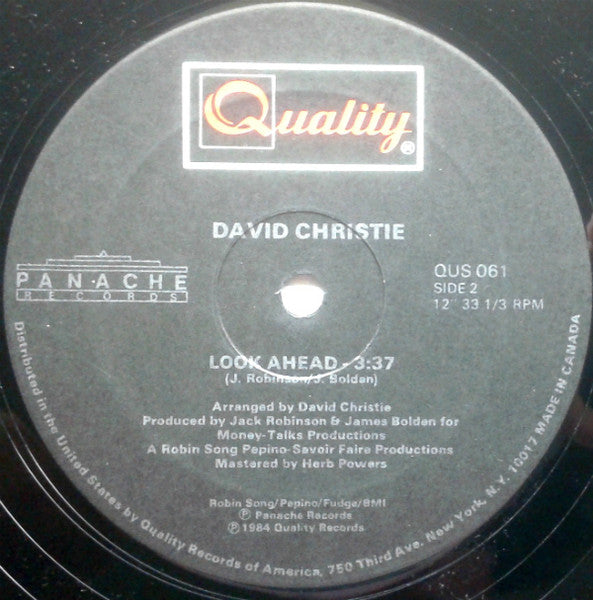 Quality®
DAVID CHRISTIE
PAN·ACHE
RECORDS
QUS 061
SIDE 2
12" 33 1/3 RPM
LOOK AHEAD - 3:37
(J. Robinson/J. Bolden)
Arranged by David Christie
Produced by Jack Robinson & James Bolden for
Money-Talks Productions
A Robin Song Pepino-Savoir Faire Productions
Mastered by Herb Powers
Robin Song/Pepino/Fudge/BMI
Ⓟ Panache Records
Ⓟ 1984 Quality Records
Distributed in the United States by Quality Records of America, 750 Third Ave. New York, N.Y. 10017 MADE IN CANADA